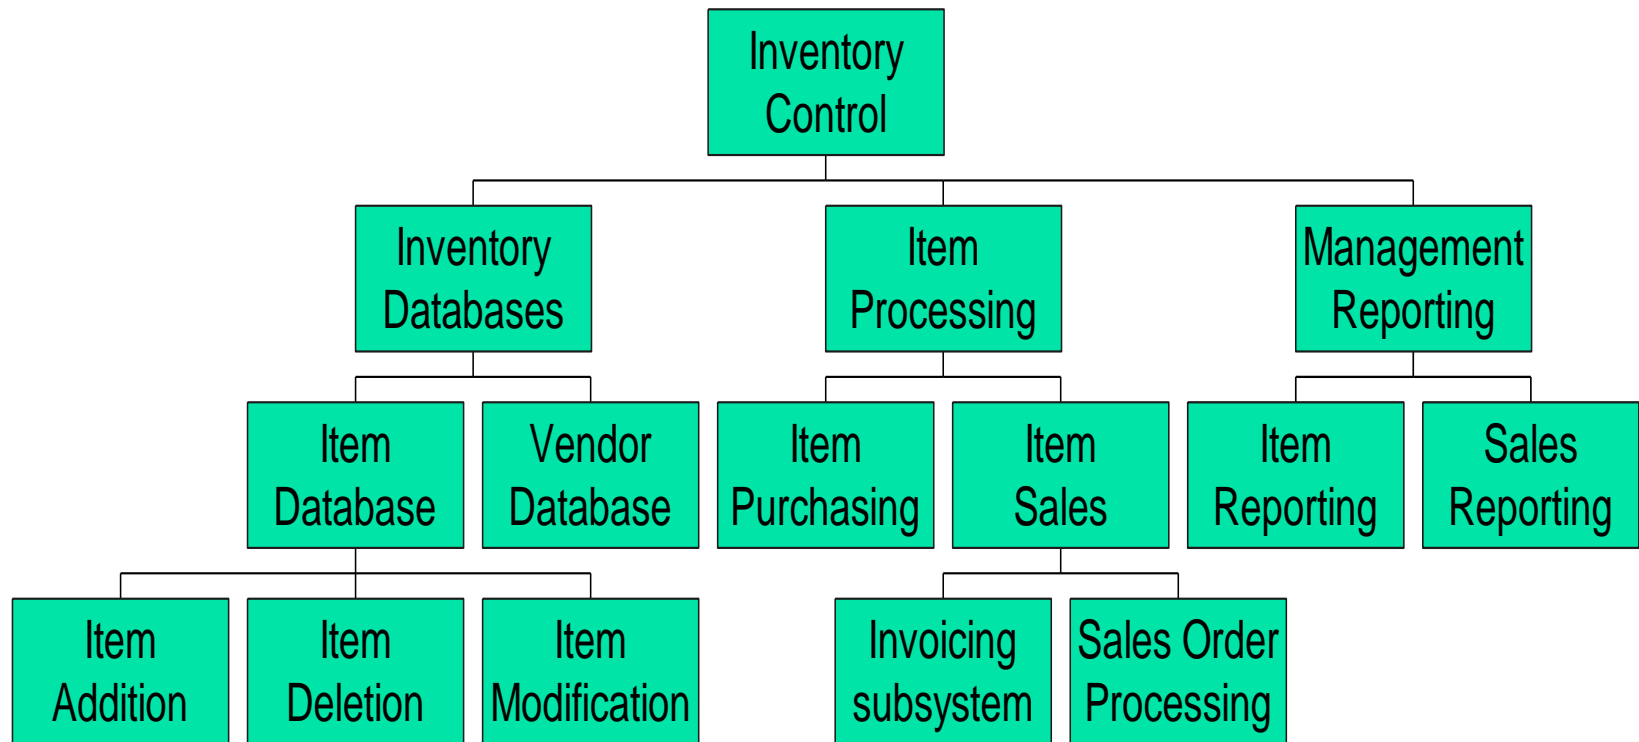 Inventory
Control
Inventory
Databases
Item
Processing
Management
Reporting
Item
Database
Vendor
Database
Item
Purchasing
Item
Sales
Item
Reporting
Sales
Reporting
Item
Addition
Item
Deletion
Item
Modification
Invoicing
subsystem
Sales Order
Processing